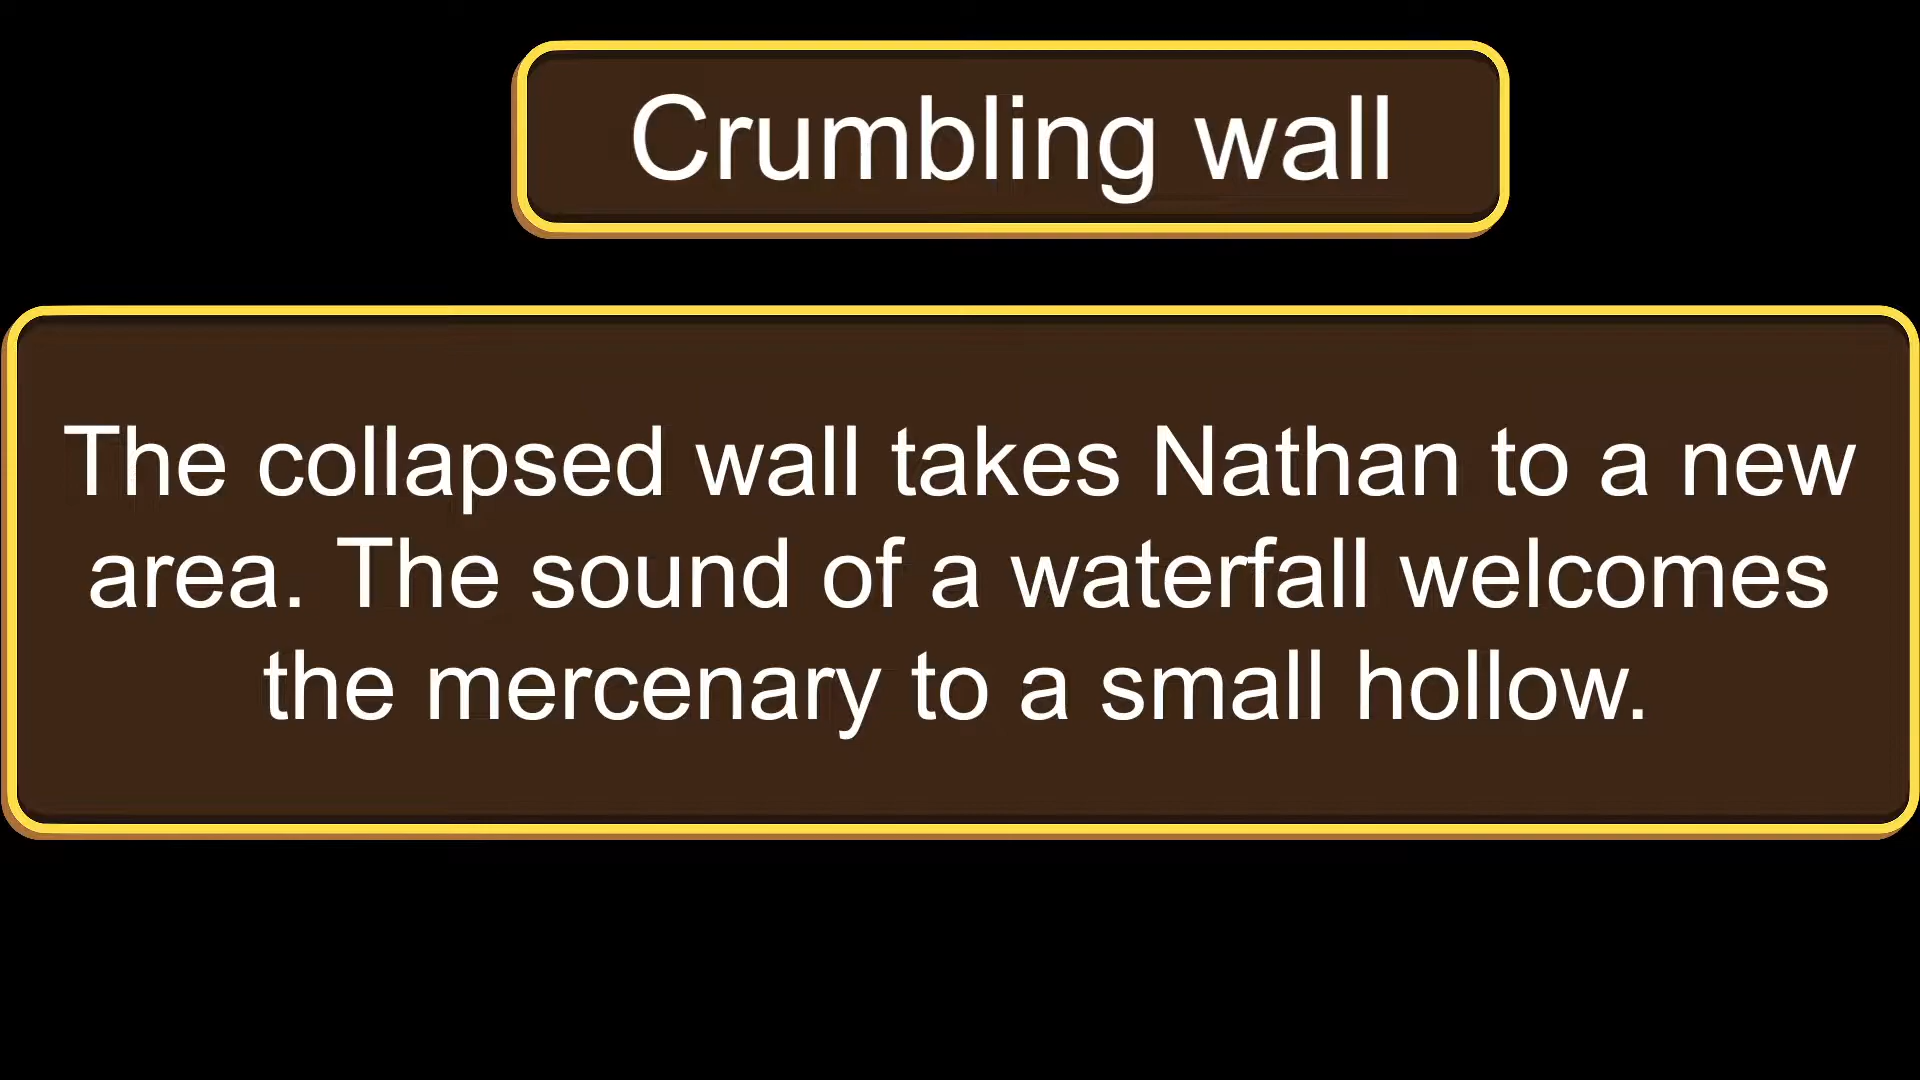 Crumbling wall
The collapsed wall takes Nathan to a new
area. The sound of a waterfall welcomes
the mercenary to a small hollow.